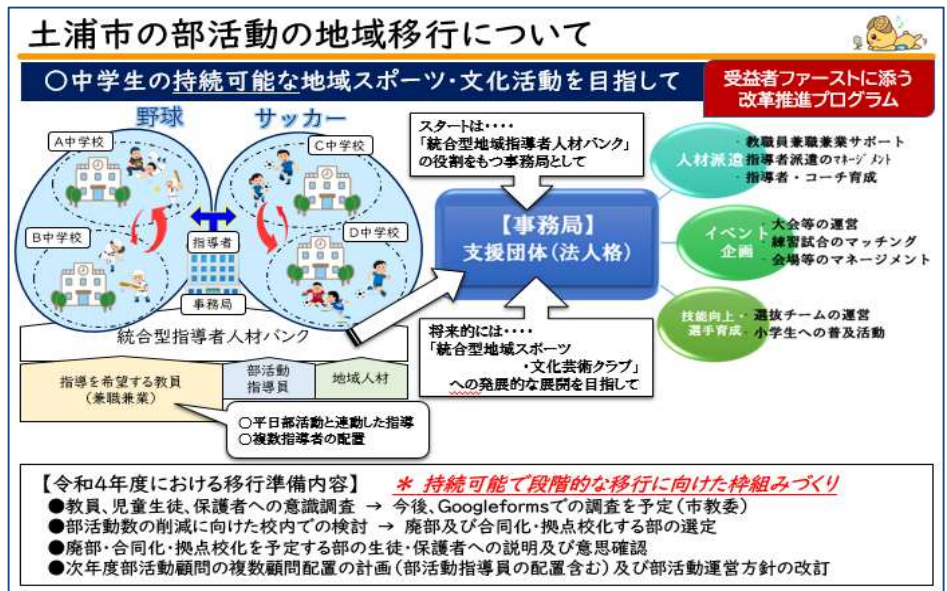 土浦市の部活動の地域移行について
○中学生の持続可能な地域スポーツ・文化活動を目指して
受益者ファーストに添う
改革推進プログラム
野球
サッカー
A中学校
B中学校
C中学校
D中学校
指導者
事務局
統合型指導者人材バンク
指導を希望する教員
(兼職兼業)
部活動
指導員
地域人材
○平日部活動と連動した指導
○複数指導者の配置
スタートは・・・・
「統合型地域指導者人材バンク」
の役割をもつ事務局として
【事務局】
支援団体(法人格)
将来的には・・・・
「統合型地域スポーツ
・文化芸術クラブ」
への発展的な展開を目指して
人材派遣
・教職員兼職兼業サポート
・指導者派遣のマネージメント
・指導者・コーチ育成
イベント
企画
・大会等の運営
・練習試合のマッチング
・会場等のマネージメント
技能向上・
選手育成
・選抜チームの運営
・小学生への普及活動
【令和4年度における移行準備内容】 * 持続可能で段階的な移行に向けた枠組みづくり
●教員、児童生徒、保護者への意識調査 → 今後、Googleformsでの調査を予定(市教委)
●部活動数の削減に向けた校内での検討 → 廃部及び合同化・拠点校化する部の選定
●廃部・合同化・拠点校化を予定する部の生徒・保護者への説明及び意思確認
●次年度部活動顧問の複数顧問配置の計画(部活動指導員の配置含む)及び部活動運営方針の改訂